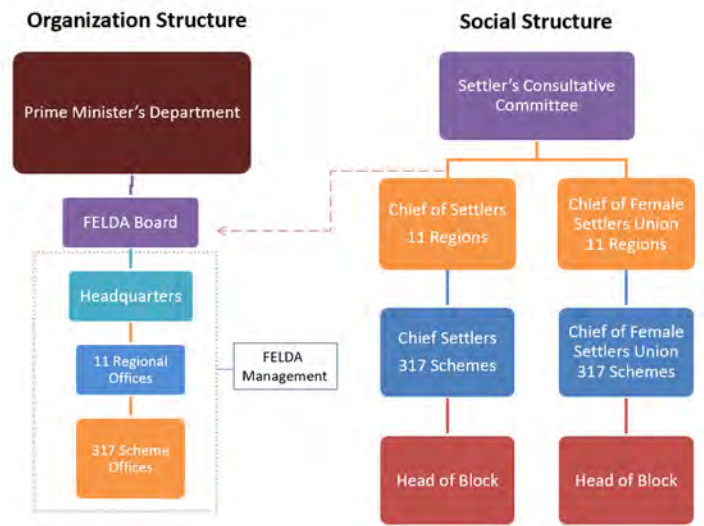 Organization Structure
Prime Minister's Department
FELDA Board
Headquarters
11 Regional
Offices
317 Scheme
Offices
FELDA
Management
Social Structure
Settler's Consultative
Committee
Chief of Settlers
11 Regions
Chief Settlers
317 Schemes
Head of Block
Chief of Female
Settlers Union
11 Regions
Chief of Female
Settlers Union
317 Schemes
Head of Block